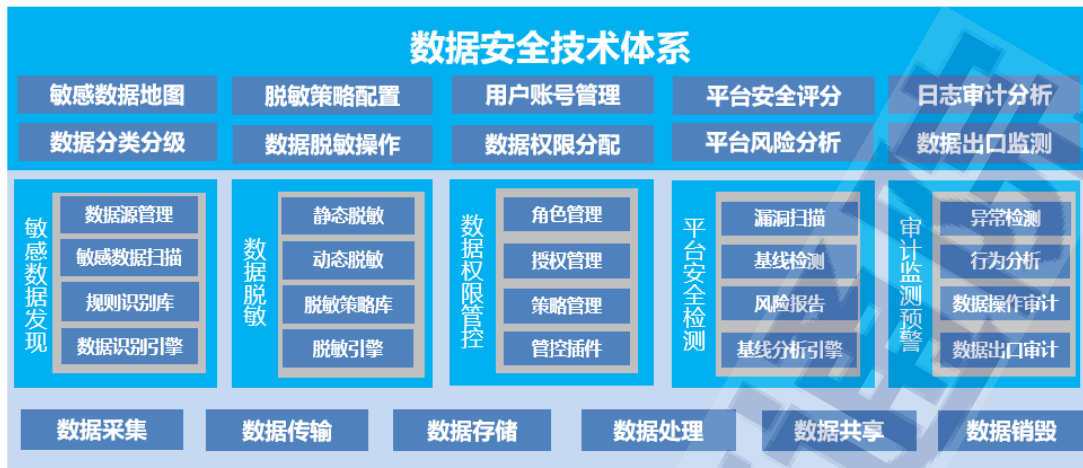 数据安全技术体系
敏感数据地图 脱敏策略配置 用户账号管理 平台安全评分 日志审计分析
数据分类分级 数据脱敏操作 数据权限分配 平台风险分析 数据出口监测
敏感数据发现
数据源管理
敏感数据扫描
规则识别库
数据识别引擎
数据脱敏
静态脱敏
动态脱敏
脱敏策略库
脱敏引擎
数据权限管控
角色管理
授权管理
策略管理
管控插件
平台安全检测
漏洞扫描
基线检测
风险报告
基线分析引擎
审计监测预警
异常检测
行为分析
数据操作审计
数据出口审计
数据采集 数据传输 数据存储 数据处理 数据共享 数据销毁